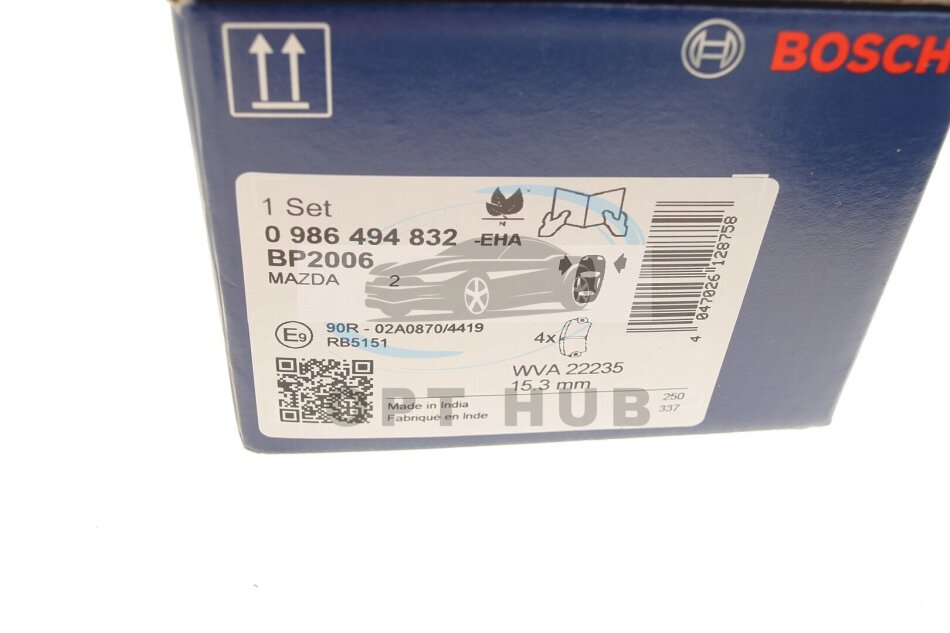 BOSCH
1 Set
0 986 494 832 -EHA
BP2006
MAZDA 2
E9 90R - 02A0870/4419
RB5151
4x
WVA 22235
15.3 mm
Made in India
Fabriqué en Inde
250
337
4 047026 128758
OPT HUB